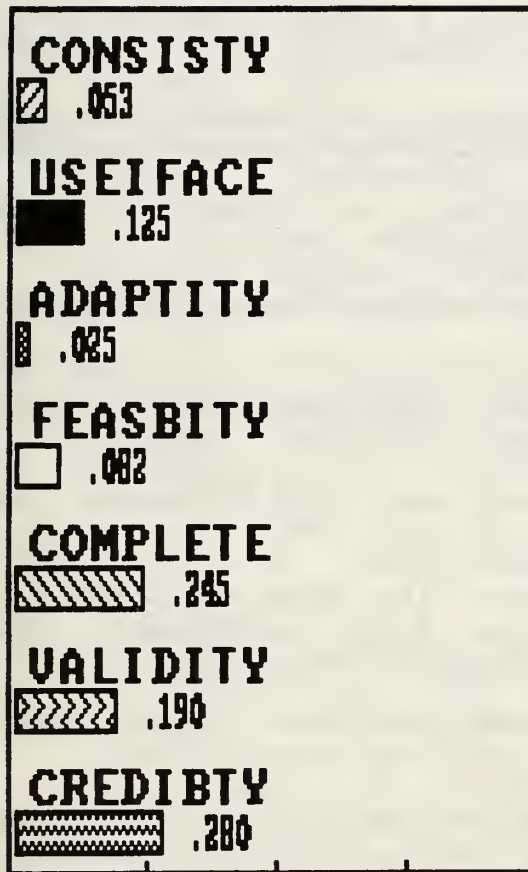 CONSISTY
.053
USEIFACE
.125
ADAPTITY
.025
FEASBITY
.082
COMPLETE
.245
VALIDITY
.190
CREDIBTY
.280